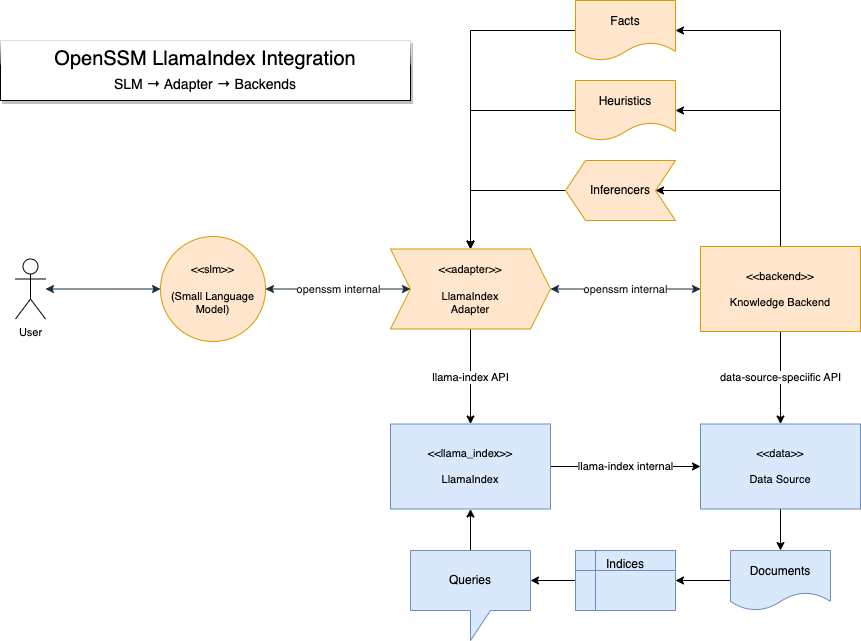 OpenSSM LlamaIndex Integration
SLM → Adapter → Backends
Facts
Heuristics
Inferencers
<<slm>>
(Small Language
Model)
User
openssm internal
<<adapter>>
LlamaIndex
Adapter
openssm internal
<<backend>>
Knowledge Backend
llama-index API
data-source-speciific API
<<llama_index>>
LlamaIndex
llama-index internal
<<data>>
Data Source
Queries
Indices
Documents